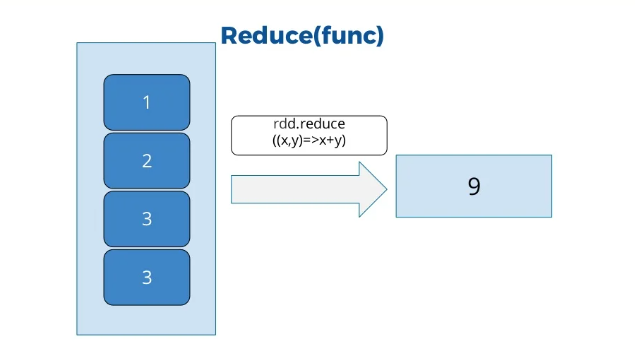 Reduce(func)
1
2
3
3
rdd.reduce
((x,y)=>x+y)
9